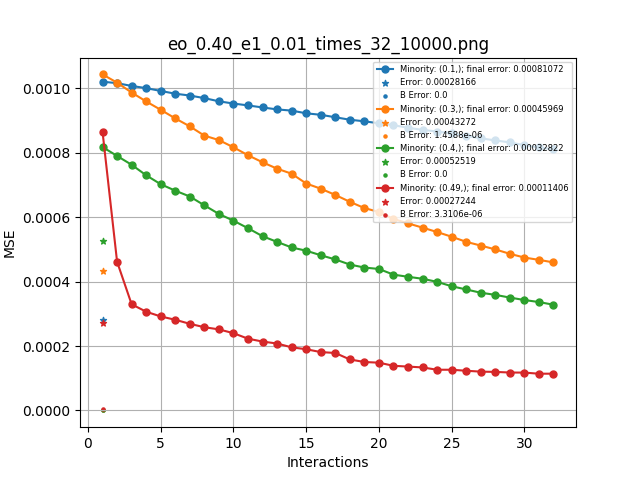 eo_0.40_e1_0.01_times_32_10000.png
Minority: (0.1,); final error: 0.00081072
Error: 0.00028166
B Error: 0.0
Minority: (0.3,); final error: 0.00045969
Error: 0.00043272
B Error: 1.4588e-06
Minority: (0.4,); final error: 0.00032822
Error: 0.00052519
B Error: 0.0
Minority: (0.49,); final error: 0.00011406
Error: 0.00027244
B Error: 3.3106e-06
MSE
0.0010
0.0008
0.0006
0.0004
0.0002
0.0000
0 5 10 15 20 25 30
Interactions